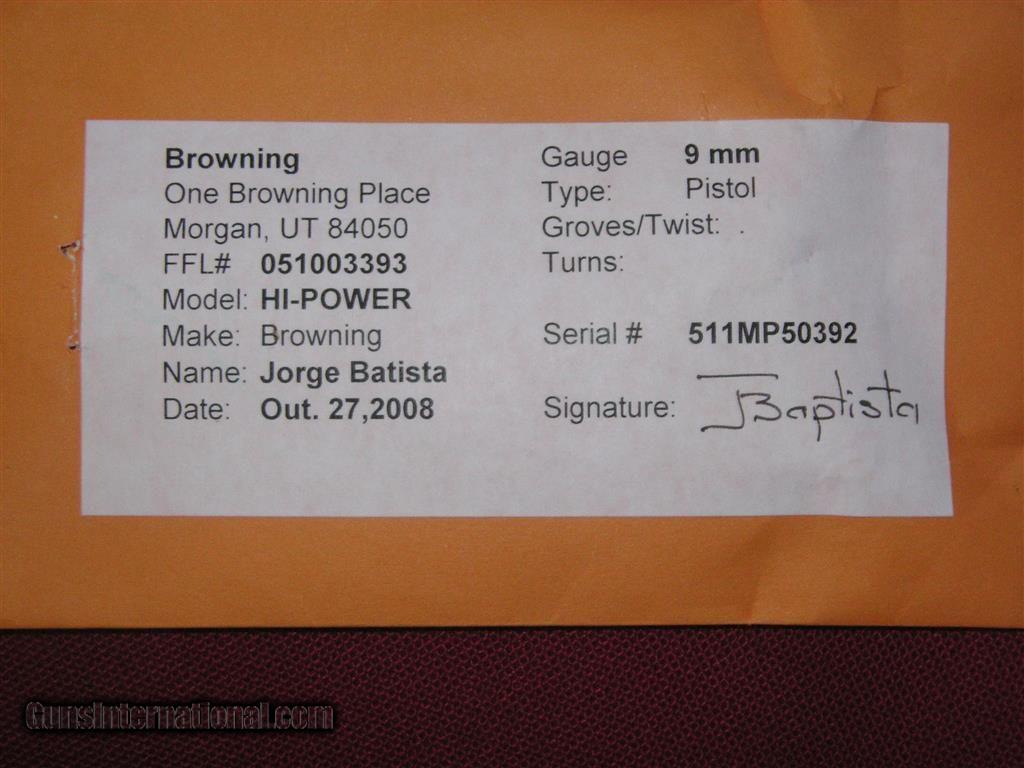 Browning
One Browning Place
Morgan, UT 84050
FFL# 051003393
Model: HI-POWER
Make: Browning
Name: Jorge Batista
Date: Out. 27,2008
Gauge 9 mm
Type: Pistol
Groves/Twist: .
Turns:
Serial # 511MP50392
Signature: JBaptista
GunsInternational.com